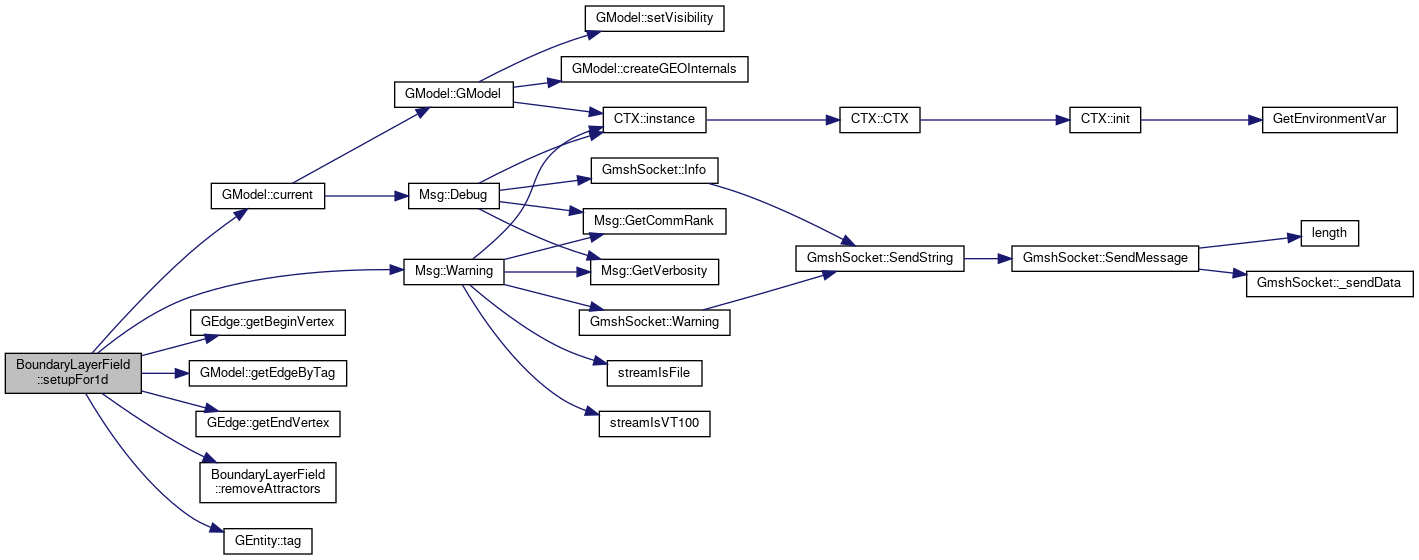 GModel::setVisibility
GModel::createGEOInternals
GModel::GModel
CTX::instance
CTX::CTX
CTX::init
GetEnvironmentVar
GmshSocket::Info
GModel::current
Msg::Debug
Msg::GetCommRank
length
GmshSocket::SendString
GmshSocket::SendMessage
Msg::Warning
Msg::GetVerbosity
GmshSocket::_sendData
GEdge::getBeginVertex
GmshSocket::Warning
BoundaryLayerField
::setupFor1d
GModel::getEdgeByTag
streamIsFile
GEdge::getEndVertex
streamIsVT100
BoundaryLayerField
::removeAttractors
GEntity::tag